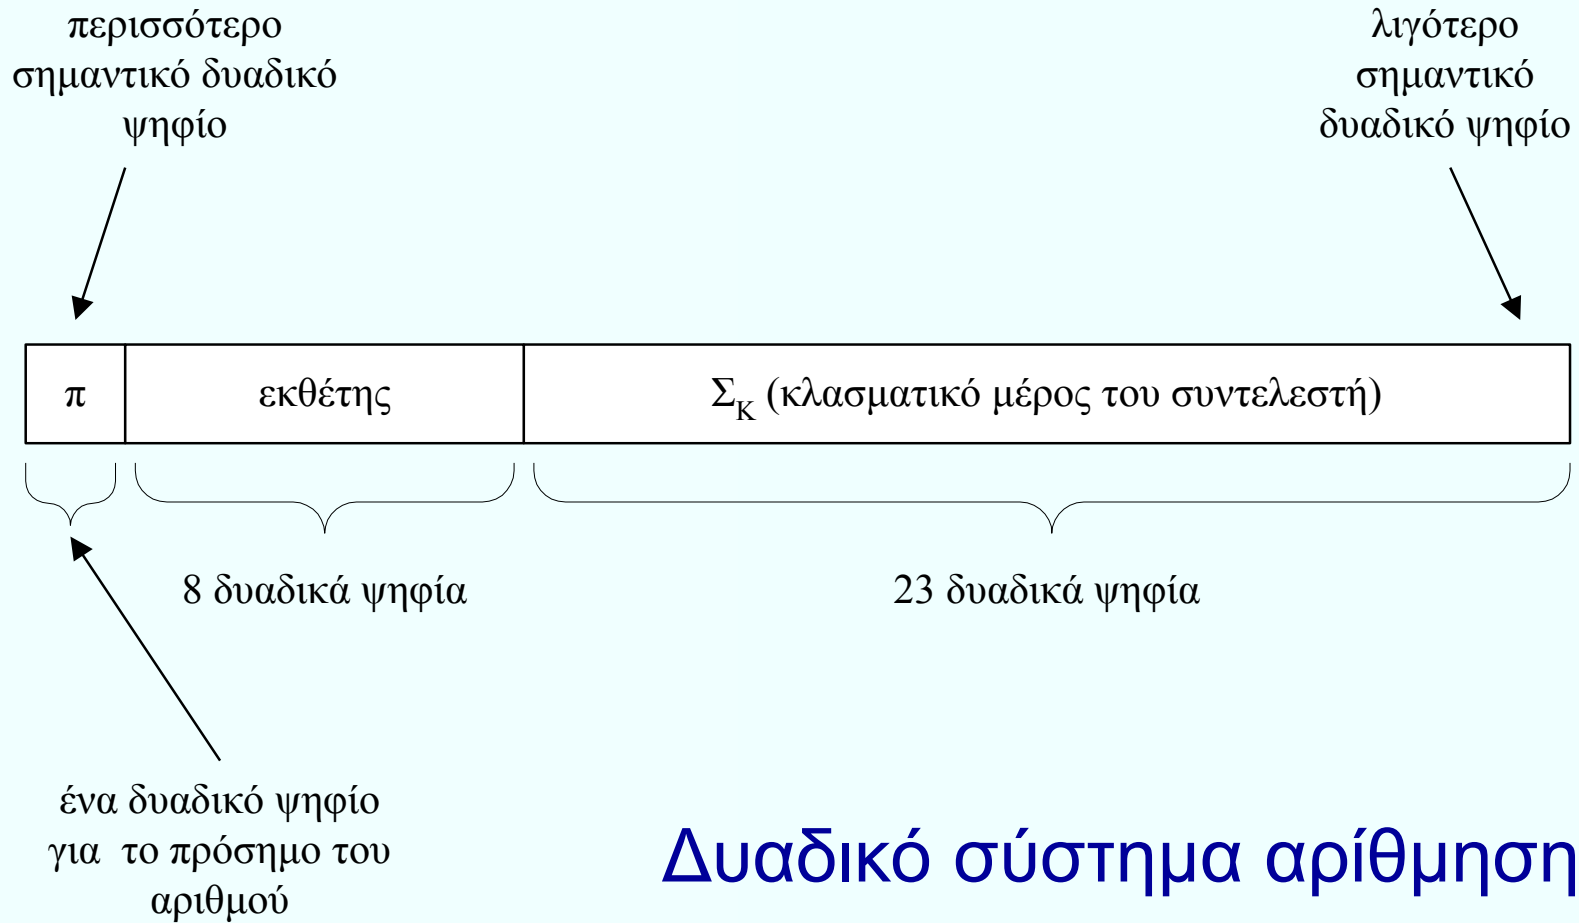 περισσότερο
σημαντικό δυαδικό
ψηφίο
λιγότερο
σημαντικό
δυαδικό ψηφίο
π
εκθέτης
Σ_Κ (κλασματικό μέρος του συντελεστή)
8 δυαδικά ψηφία
23 δυαδικά ψηφία
ένα δυαδικό ψηφίο
για το πρόσημο του
αριθμού
Δυαδικό σύστημα αρίθμηση